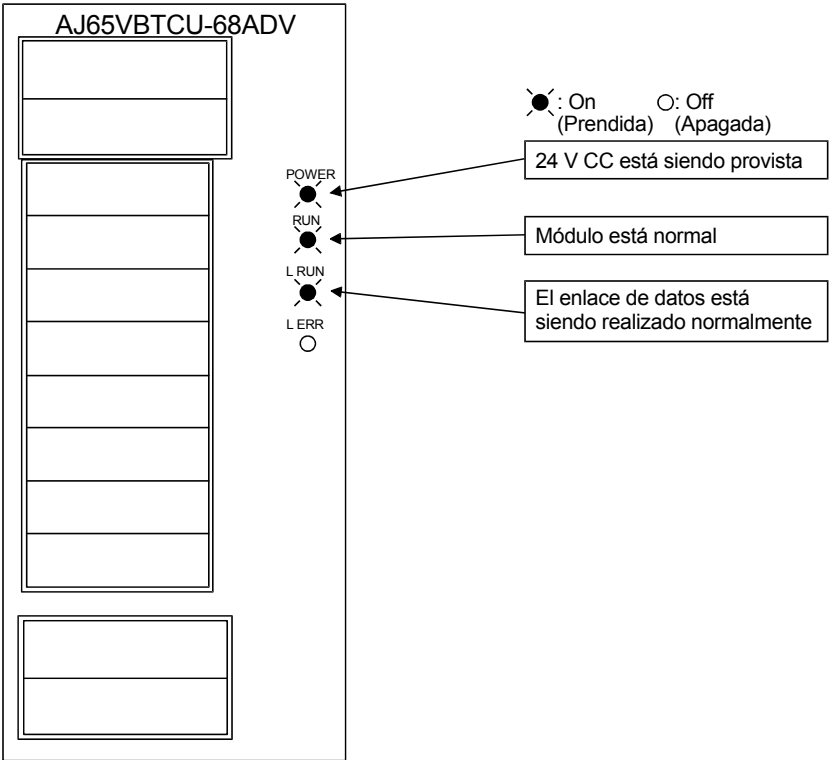 AJ65VBTCU-68ADV
: On
(Prendida)
: Off
(Apagada)
24 V CC está siendo provista
POWER
RUN
Módulo está normal
L RUN
El enlace de datos está
siendo realizado normalmente
L ERR